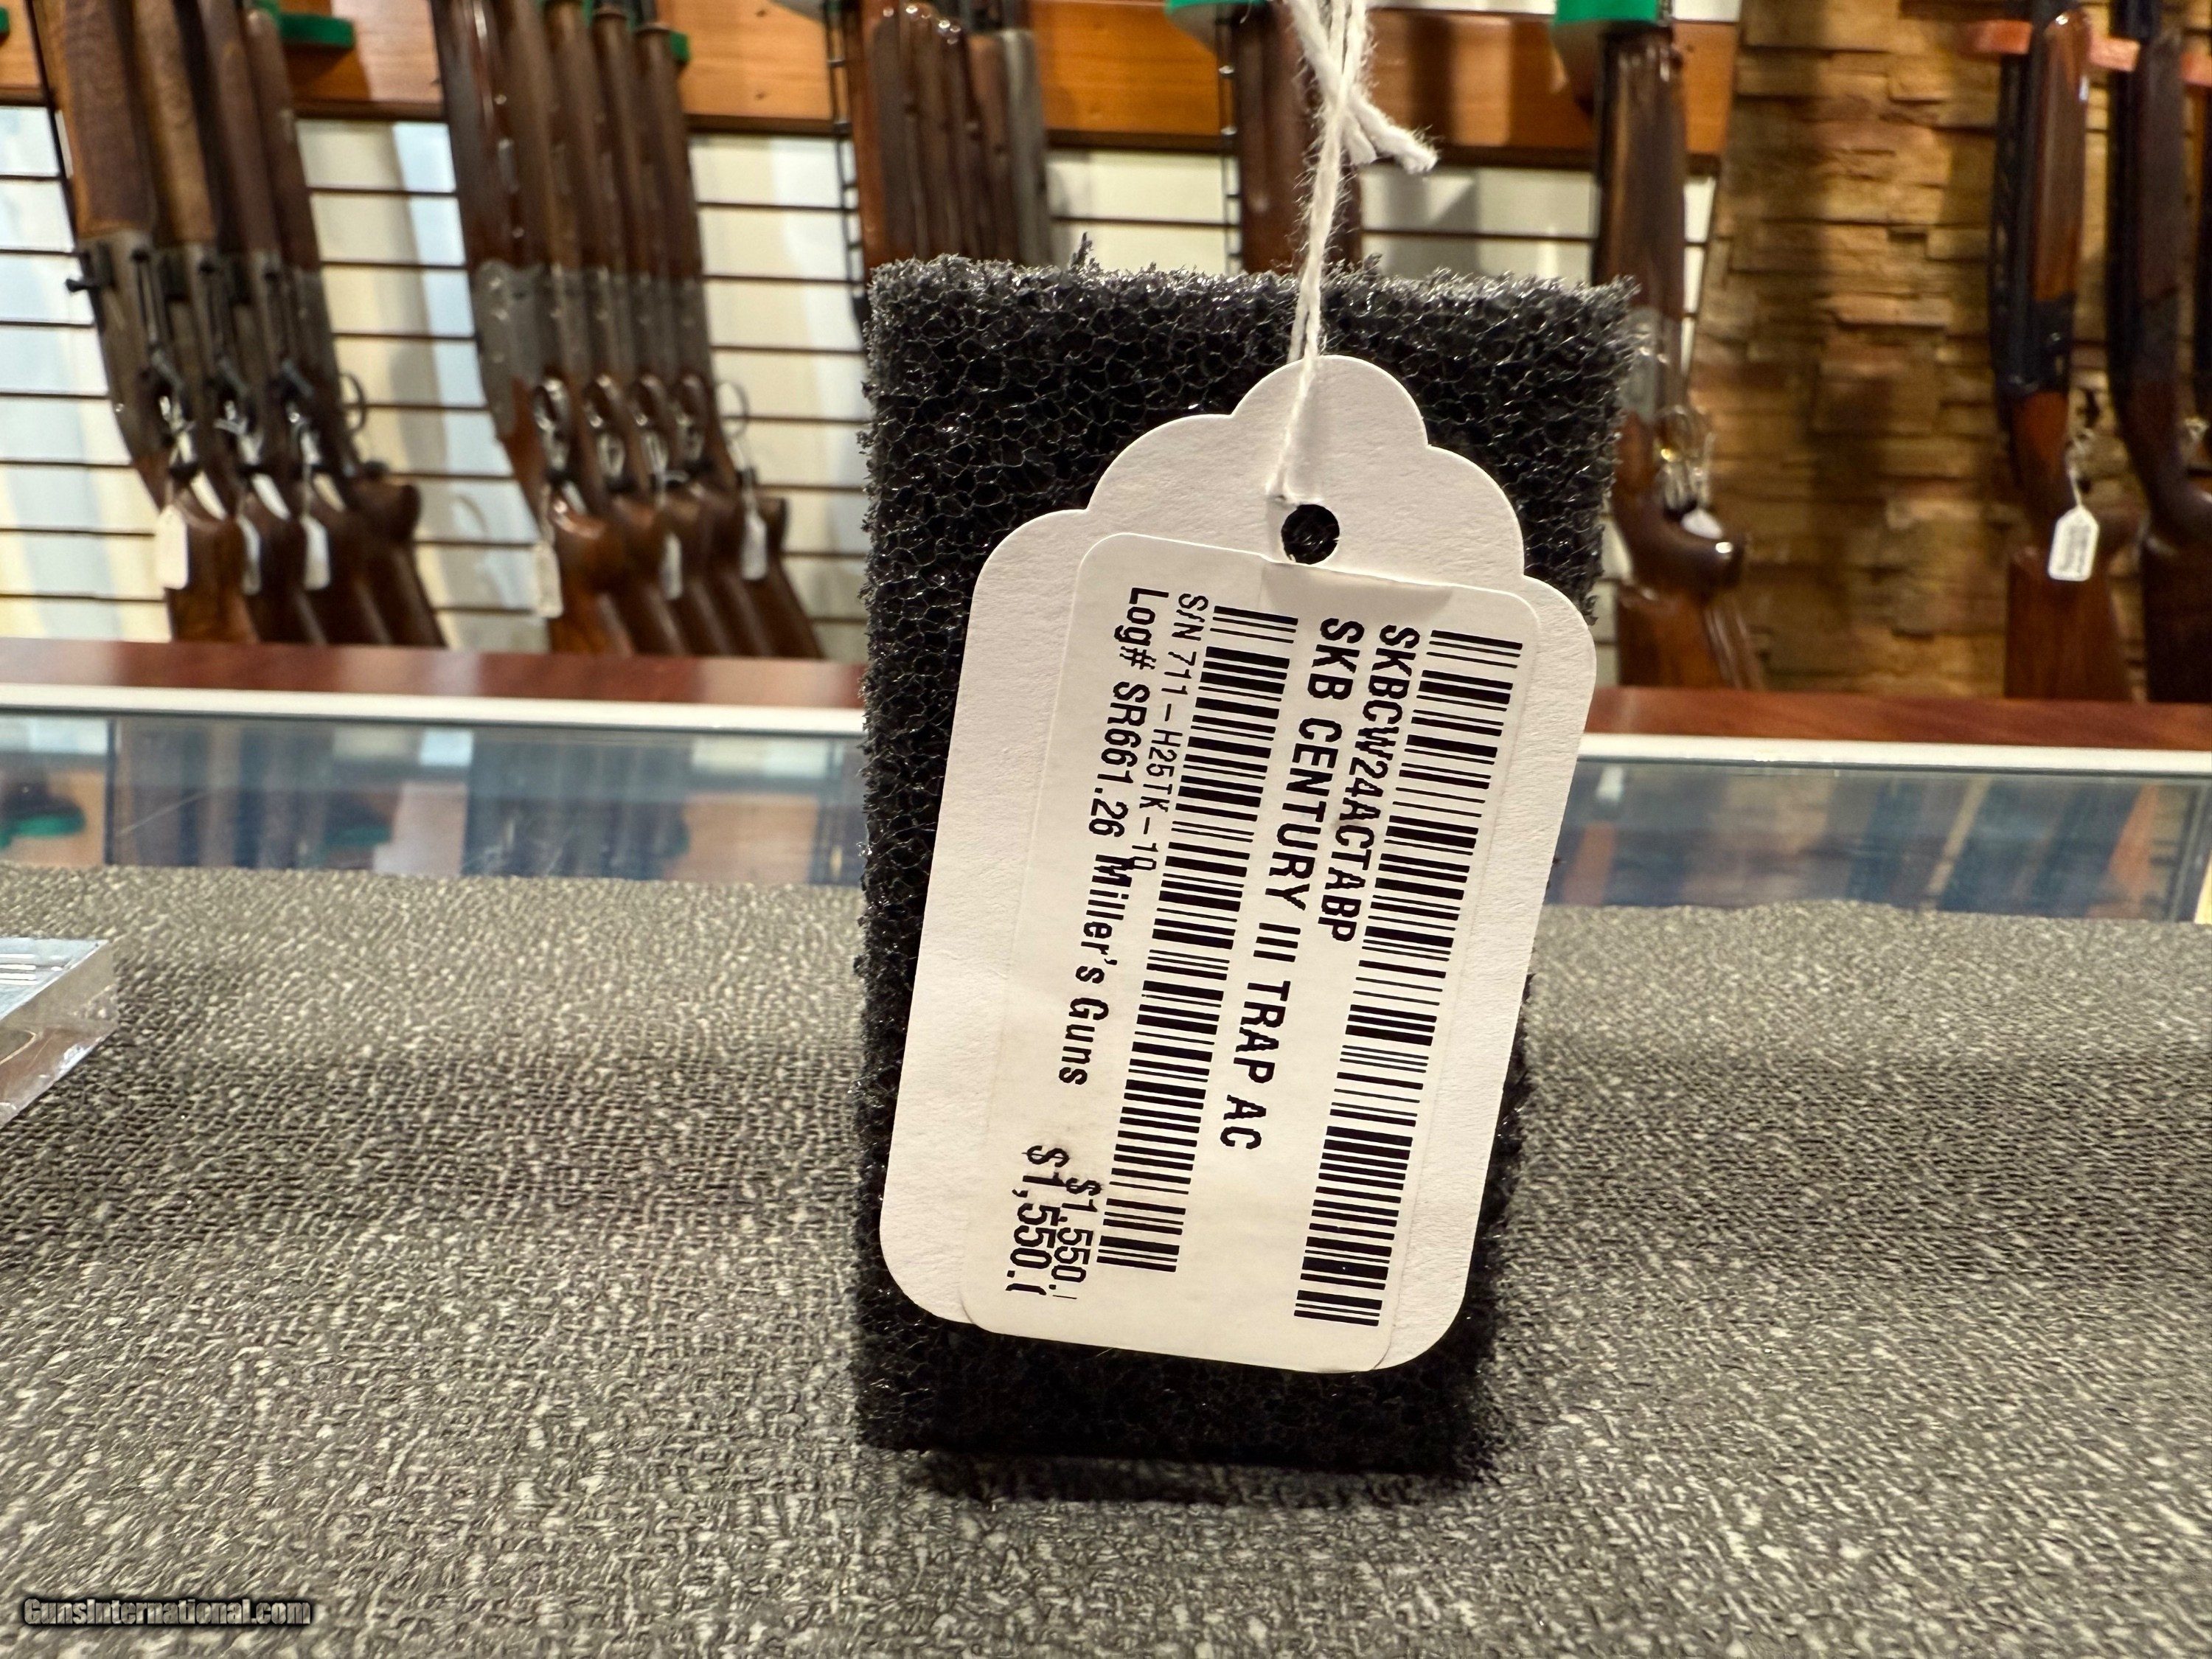 SKBCW24ACTABP
SKB CENTURY III TRAP AC
S/N 711-H25TK-10
Log# SR661.26 Miller's Guns
$1,550.
$1,550.(
GunsInternational.com